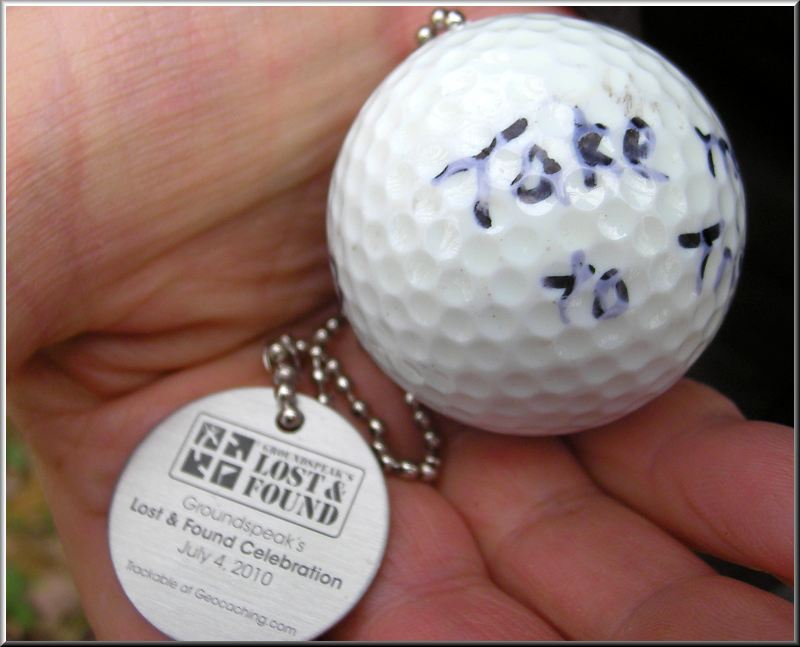 Take
to
GROUNDSPEAK'S
LOST &
FOUND
Groundspeak's
Lost & Found Celebration
July 4, 2010
Trackable at Geocaching.com